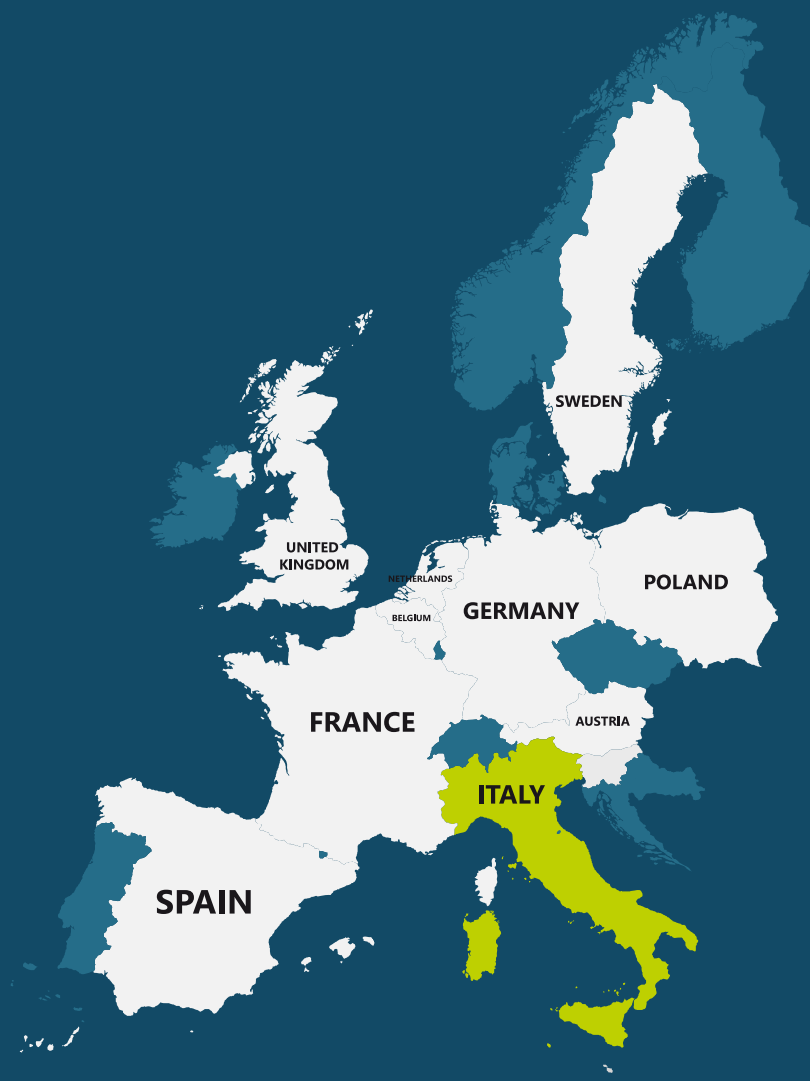 SWEDEN
UNITED
KINGDOM
NETHERLANDS
POLAND
GERMANY
BELGIUM
FRANCE
AUSTRIA
ITALY
SPAIN